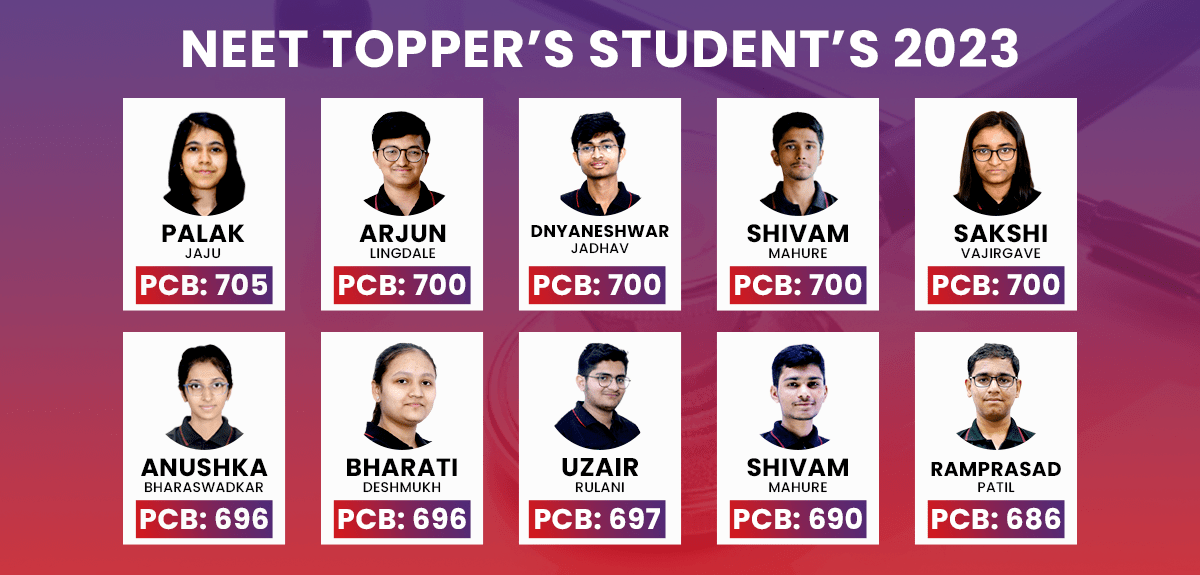 NEET TOPPER’S STUDENT’S 2023
PALAK
JAJU
PCB: 705
ARJUN
LINGDALE
PCB: 700
DNYANESHWAR
JADHAV
PCB: 700
SHIVAM
MAHURE
PCB: 700
SAKSHI
VAJIRGAVE
PCB: 700
ANUSHKA
BHARASWADKAR
PCB: 696
BHARATI
DESHMUKH
PCB: 696
UZAIR
RULANI
PCB: 697
SHIVAM
MAHURE
PCB: 690
RAMPRASAD
PATIL
PCB: 686